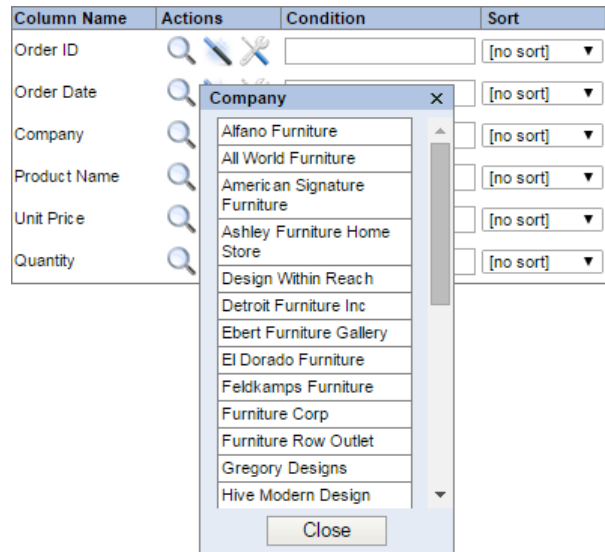 Column Name Actions Condition Sort
Order ID [no sort]
Order Date [no sort]
Company [no sort]
Product Name [no sort]
Unit Price [no sort]
Quantity [no sort]
Company
Alfano Furniture
All World Furniture
American Signature
Furniture
Ashley Furniture Home
Store
Design Within Reach
Detroit Furniture Inc
Ebert Furniture Gallery
El Dorado Furniture
Feldkamps Furniture
Furniture Corp
Furniture Row Outlet
Gregory Designs
Hive Modern Design
Close